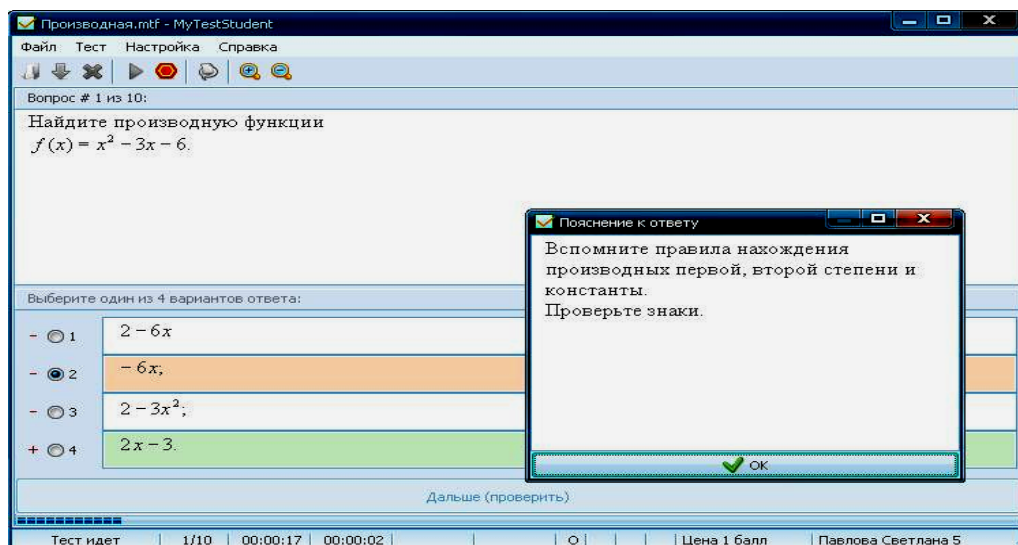 Производная.mtf - MyTestStudent
Файл Тест Настройка Справка
Вопрос # 1 из 10:
Найдите производную функции
f (x) = x² − 3x − 6.
Выберите один из 4 вариантов ответа:
- 1 2 − 6x
- 2 − 6x;
- 3 2 − 3x²;
+ 4 2x − 3.
Пояснение к ответу
Вспомните правила нахождения
производных первой, второй степени и
константы.
Проверьте знаки.
OK
Дальше (проверить)
Тест идет 1/10 00:00:17 00:00:02 О Цена 1 балл Павлова Светлана 5